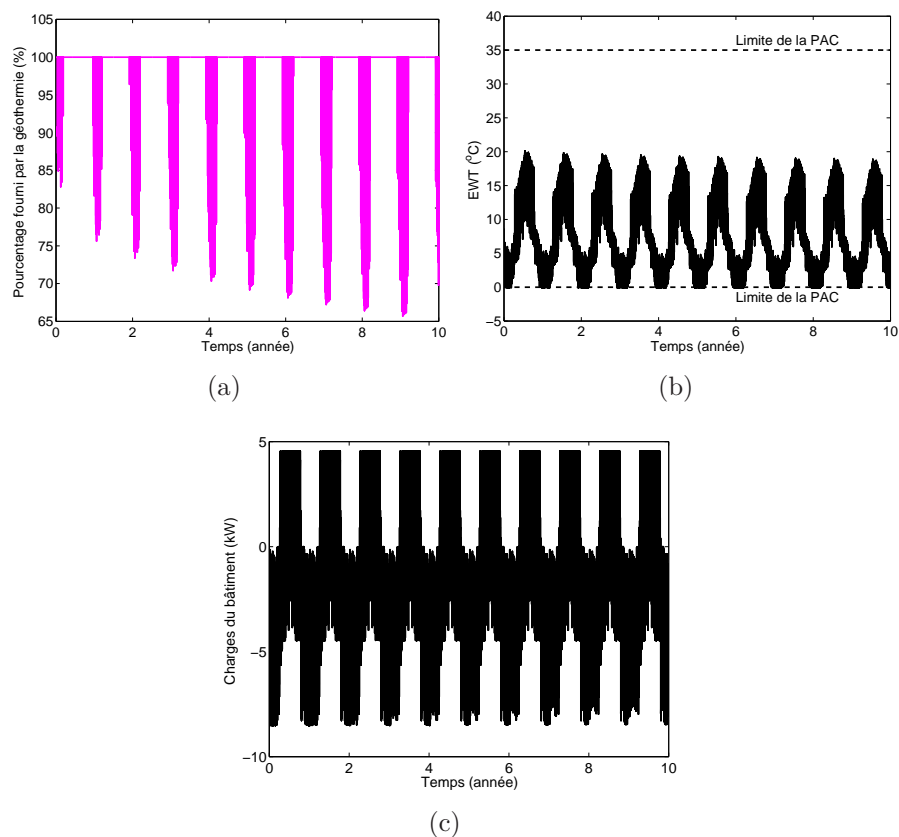 105
100
95
90
85
80
75
70
65
Pourcentage fourni par la géothermie (%)
0 2 4 6 8 10
Temps (année)
(a)
40
35
30
25
20
15
10
5
0
−5
EWT (°C)
Limite de la PAC
Limite de la PAC
0 2 4 6 8 10
Temps (année)
(b)
5
0
−5
−10
Charges du bâtiment (kW)
0 2 4 6 8 10
Temps (année)
(c)